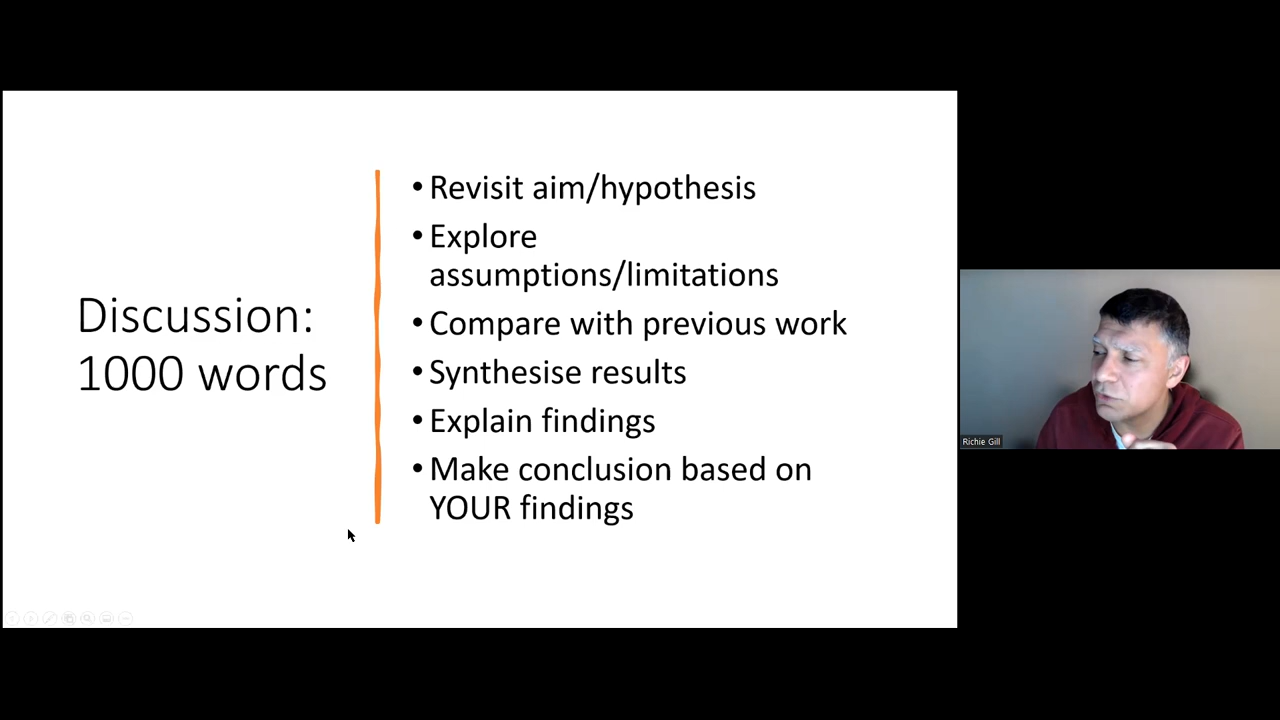 Discussion:
1000 words
• Revisit aim/hypothesis
• Explore
assumptions/limitations
• Compare with previous work
• Synthesise results
• Explain findings
• Make conclusion based on
YOUR findings
Richie Gill